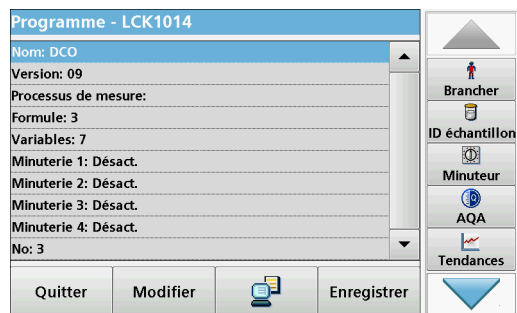 Programme - LCK1014
Nom: DCO
Version: 09
Processus de mesure:
Formule: 3
Variables: 7
Minuterie 1: Désact.
Minuterie 2: Désact.
Minuterie 3: Désact.
Minuterie 4: Désact.
No: 3
Quitter
Modifier
Enregistrer
Brancher
ID échantillon
Minuteur
AQA
Tendances